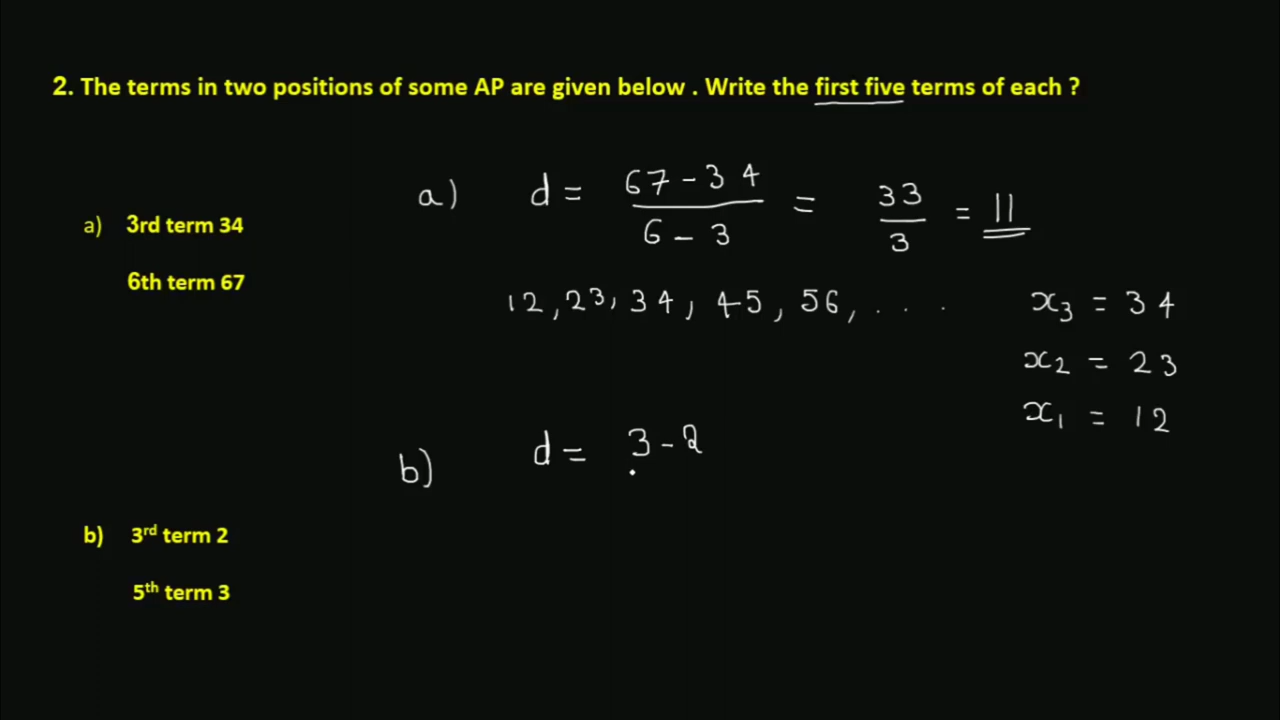 2. The terms in two positions of some AP are given below . Write the first five terms of each ?
a) 3rd term 34
6th term 67
a) d = 67 - 34 / 6 - 3 = 33 / 3 = 11
12, 23, 34, 45, 56, . . .
x3 = 34
x2 = 23
x1 = 12
b) d = 3 - 2
b) 3rd term 2
5th term 3